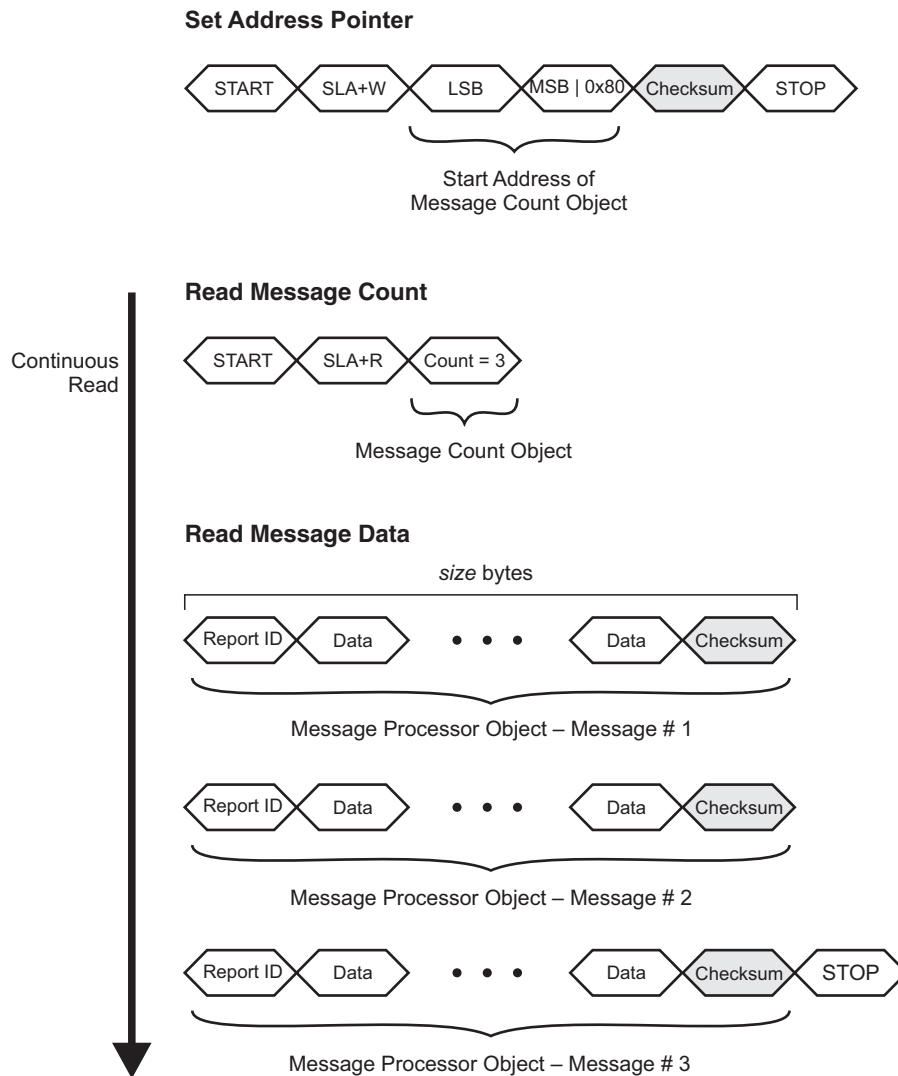 Set Address Pointer
START SLA+W LSB MSB | 0x80 Checksum STOP
Start Address of
Message Count Object
Read Message Count
Continuous
Read
START SLA+R Count = 3
Message Count Object
Read Message Data
size bytes
Report ID Data • • • Data Checksum
Message Processor Object – Message # 1
Report ID Data • • • Data Checksum
Message Processor Object – Message # 2
Report ID Data • • • Data Checksum STOP
Message Processor Object – Message # 3